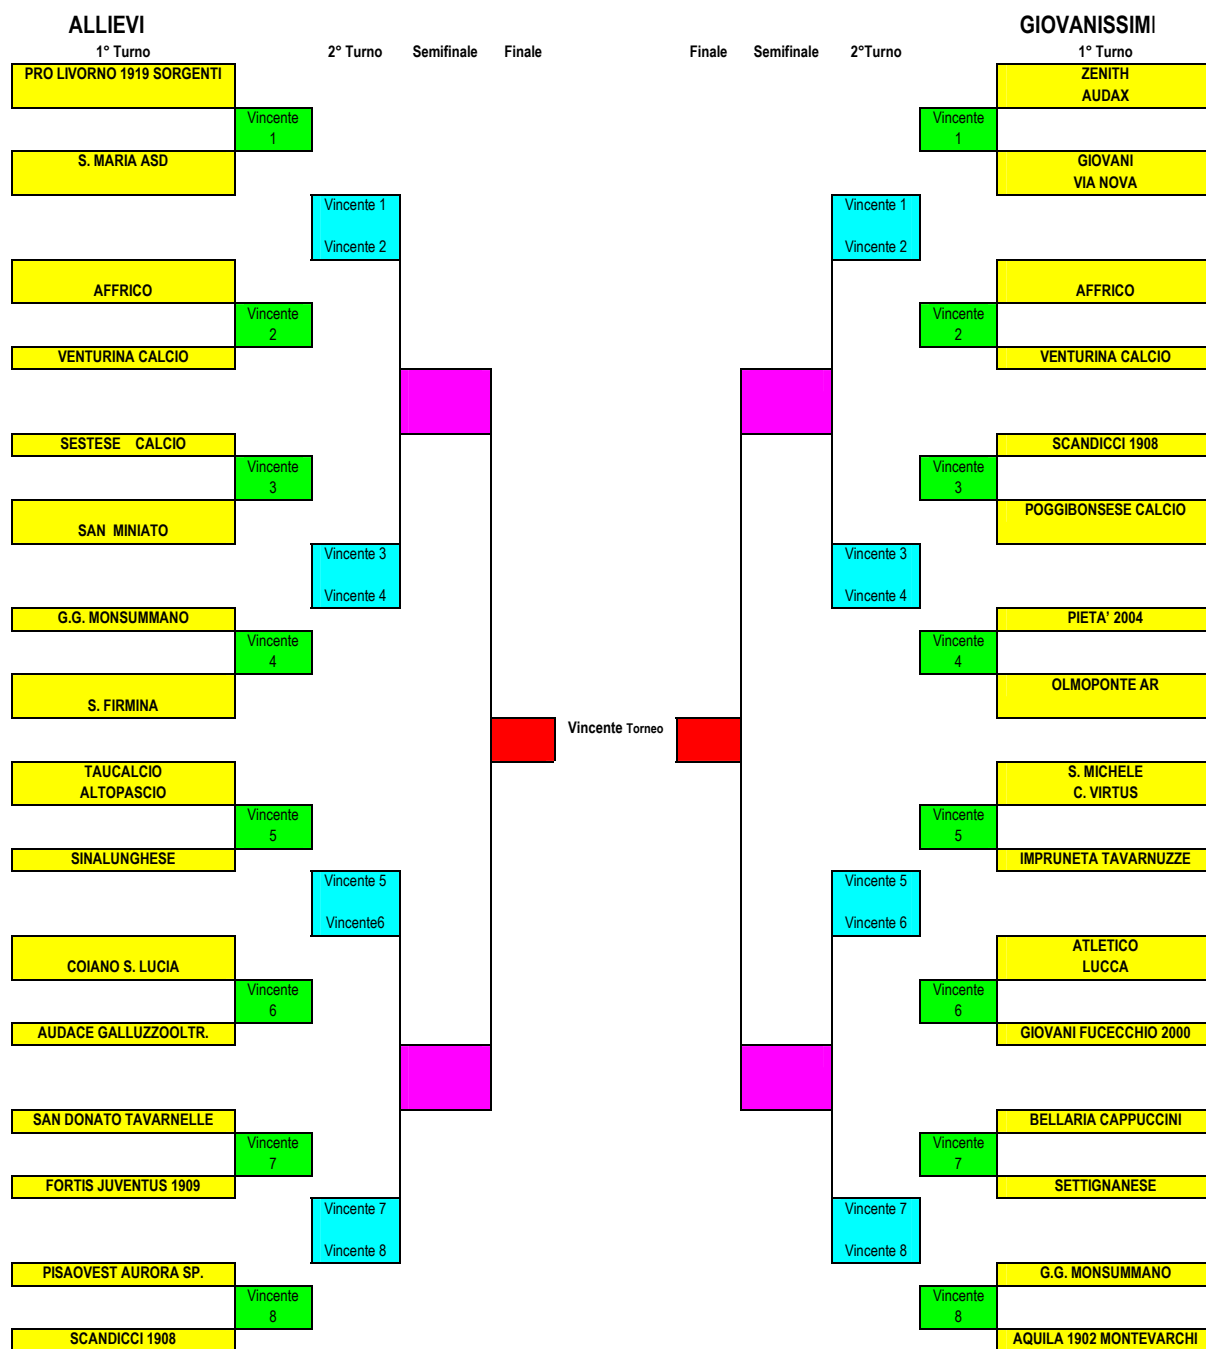 ALLIEVI
GIOVANISSIMI
1° Turno
2° Turno
Semifinale
Finale
Finale
Semifinale
2°Turno
1° Turno
PRO LIVORNO 1919 SORGENTI
ZENITH
AUDAX
Vincente
1
Vincente
1
S. MARIA ASD
GIOVANI
VIA NOVA
Vincente 1
Vincente 2
Vincente 1
Vincente 2
AFFRICO
AFFRICO
Vincente
2
Vincente
2
VENTURINA CALCIO
VENTURINA CALCIO
SESTESE CALCIO
SCANDICCI 1908
Vincente
3
Vincente
3
SAN MINIATO
POGGIBONSESE CALCIO
Vincente 3
Vincente 4
Vincente 3
Vincente 4
G.G. MONSUMMANO
PIETA’ 2004
Vincente
4
Vincente
4
S. FIRMINA
OLMOPONTE AR
Vincente Torneo
TAUCALCIO
ALTOPASCIO
S. MICHELE
C. VIRTUS
Vincente
5
Vincente
5
SINALUNGHESE
IMPRUNETA TAVARNUZZE
Vincente 5
Vincente6
Vincente 5
Vincente 6
COIANO S. LUCIA
ATLETICO
LUCCA
Vincente
6
Vincente
6
AUDACE GALLUZZOOLTR.
GIOVANI FUCECCHIO 2000
SAN DONATO TAVARNELLE
BELLARIA CAPPUCCINI
Vincente
7
Vincente
7
FORTIS JUVENTUS 1909
SETTIGNANESE
Vincente 7
Vincente 8
Vincente 7
Vincente 8
PISAOVEST AURORA SP.
G.G. MONSUMMANO
Vincente
8
Vincente
8
SCANDICCI 1908
AQUILA 1902 MONTEVARCHI